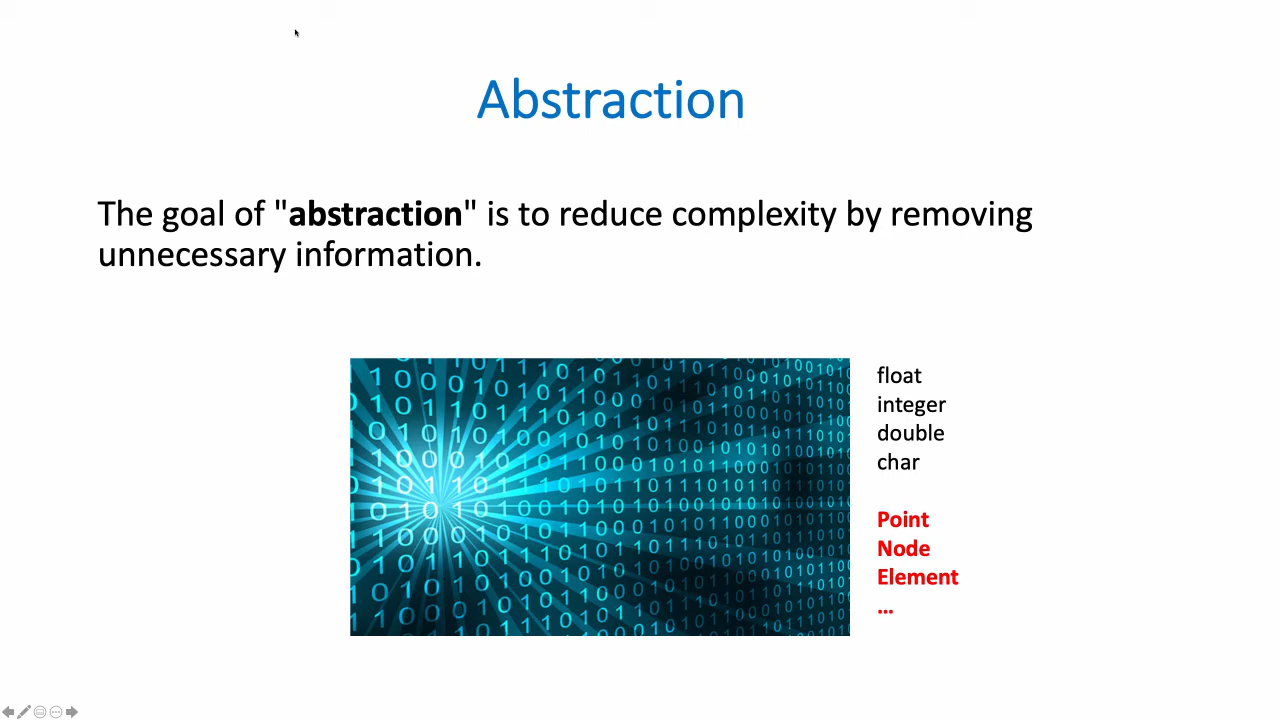 Abstraction
The goal of "abstraction" is to reduce complexity by removing
unnecessary information.
float
integer
double
char
Point
Node
Element
...